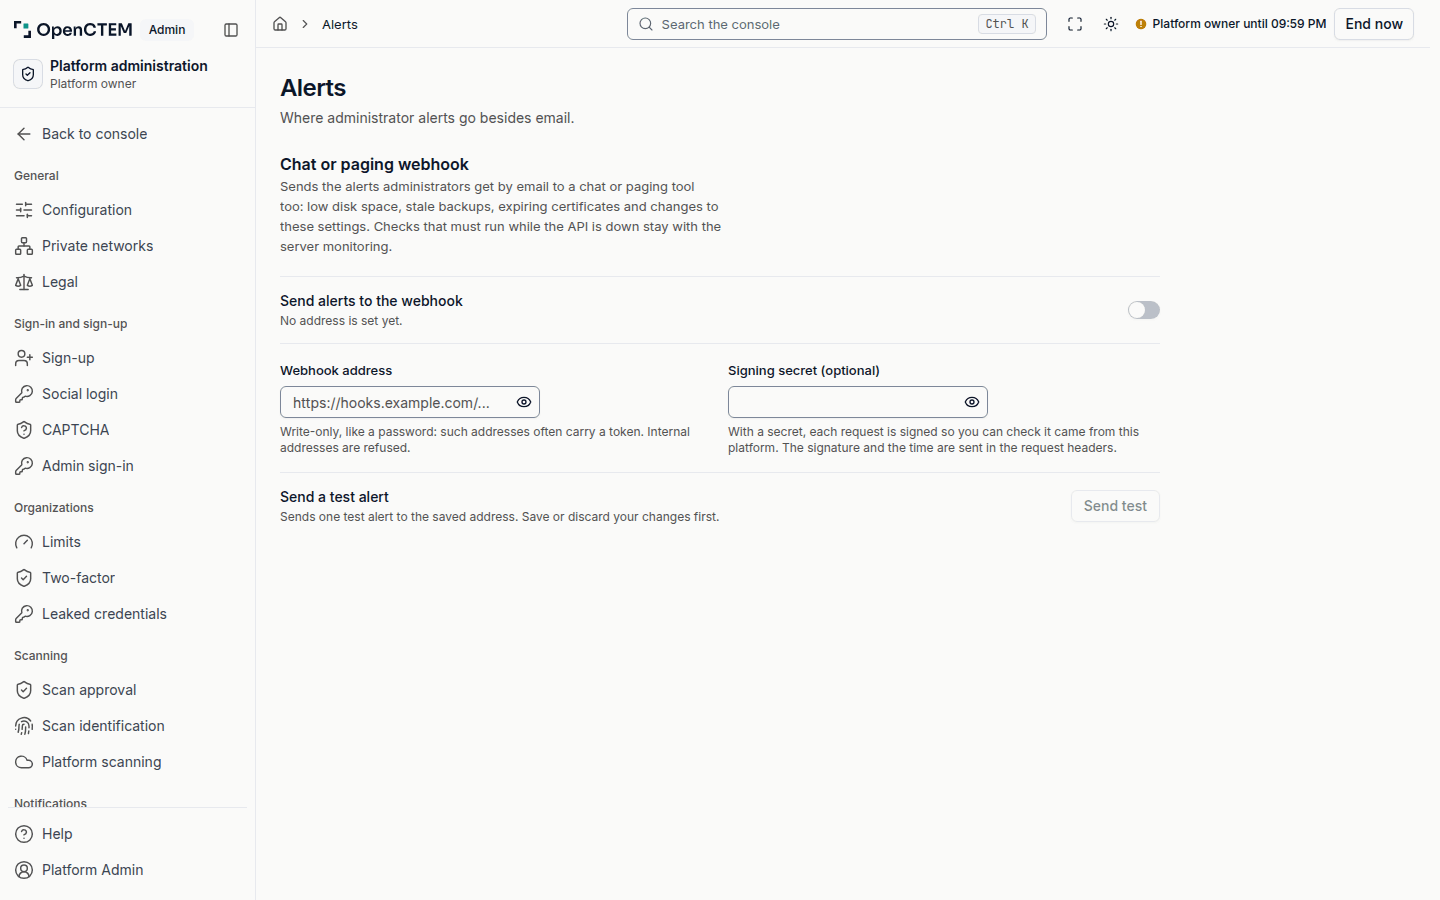 OpenCTEM Admin
Platform administration
Platform owner
Back to console
General
Configuration
Private networks
Legal
Sign-in and sign-up
Sign-up
Social login
CAPTCHA
Admin sign-in
Organizations
Limits
Two-factor
Leaked credentials
Scanning
Scan approval
Scan identification
Platform scanning
Notifications
Help
Platform Admin
Alerts
Search the console
Ctrl K
Platform owner until 09:59 PM
End now
Alerts
Where administrator alerts go besides email.
Chat or paging webhook
Sends the alerts administrators get by email to a chat or paging tool
too: low disk space, stale backups, expiring certificates and changes to
these settings. Checks that must run while the API is down stay with the
server monitoring.
Send alerts to the webhook
No address is set yet.
Webhook address
https://hooks.example.com/...
Write-only, like a password: such addresses often carry a token. Internal
addresses are refused.
Signing secret (optional)
With a secret, each request is signed so you can check it came from this
platform. The signature and the time are sent in the request headers.
Send a test alert
Sends one test alert to the saved address. Save or discard your changes first.
Send test